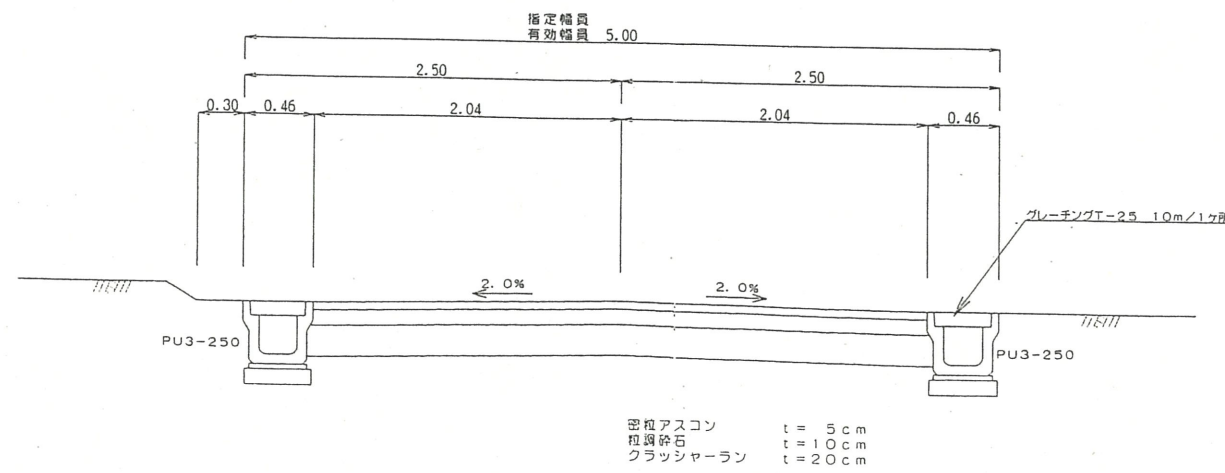 指定幅員
有効幅員 5.00
2.50 2.50
0.30 0.46 2.04 2.04 0.46
グレーチングT-25 10m/1ケ所
2.0% 2.0%
PU3-250 PU3-250
密粒アスコン t= 5cm
粒調砕石 t=10cm
クラッシャーラン t=20cm